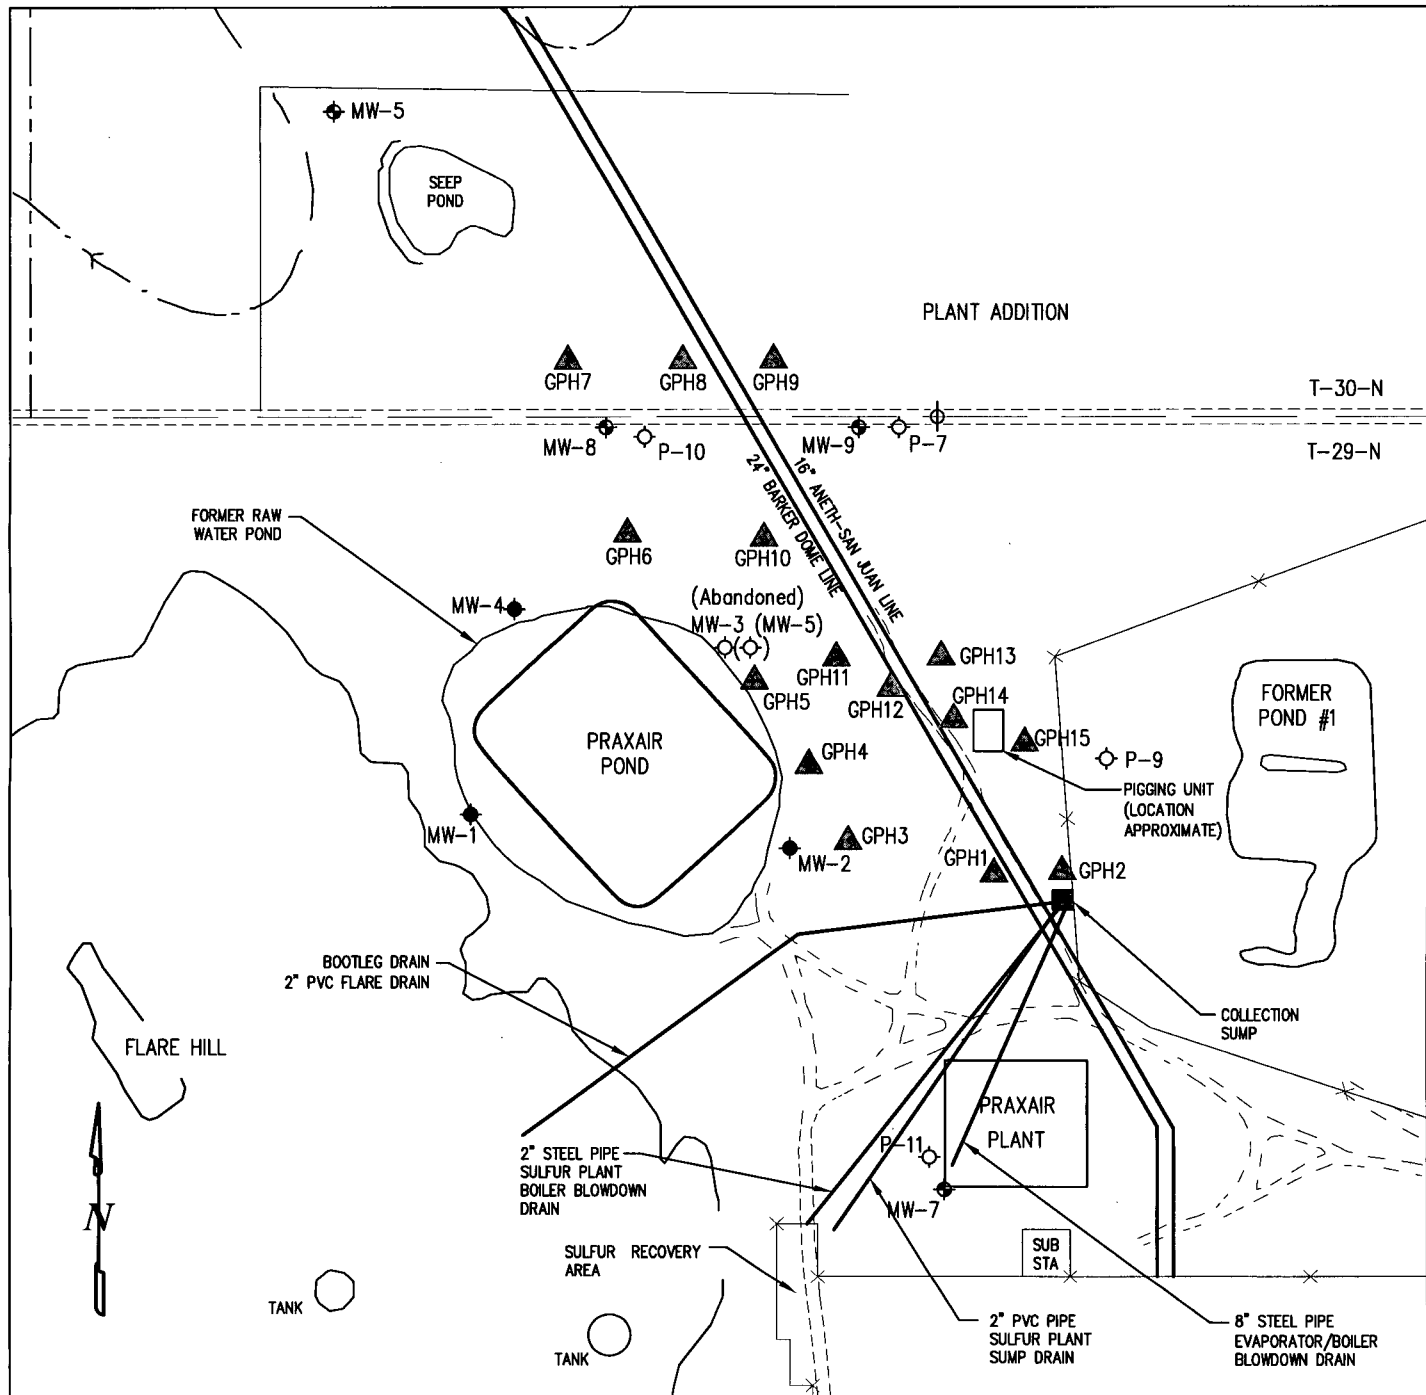 MW-5
SEEP
POND
PLANT ADDITION
GPH7
GPH8
GPH9
T-30-N
MW-8
P-10
MW-9
P-7
T-29-N
24" BARKER DOME LINE
16" ANETH-SAN JUAN LINE
FORMER RAW
WATER POND
GPH6
GPH10
(Abandoned)
MW-4
MW-3 (MW-5)
GPH11
GPH13
GPH5
GPH12
GPH14
FORMER
POND #1
PRAXAIR
POND
GPH4
GPH15
P-9
PIGGING UNIT
(LOCATION
APPROXIMATE)
MW-1
GPH3
MW-2
GPH1
GPH2
BOOTLEG DRAIN
2" PVC FLARE DRAIN
COLLECTION
SUMP
FLARE HILL
PRAXAIR
PLANT
P-11
2" STEEL PIPE
SULFUR PLANT
BOILER BLOWDOWN
DRAIN
MW-7
N
SULFUR RECOVERY
AREA
SUB
STA
TANK
TANK
2" PVC PIPE
SULFUR PLANT
SUMP DRAIN
8" STEEL PIPE
EVAPORATOR/BOILER
BLOWDOWN DRAIN